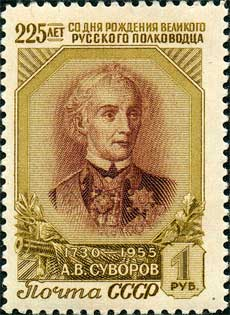 225 ЛЕТ
СО ДНЯ РОЖДЕНИЯ ВЕЛИКОГО
РУССКОГО ПОЛКОВОДЦА
1730—1955
А.В.СУВОРОВ
1
РУБ.
Почта СССР